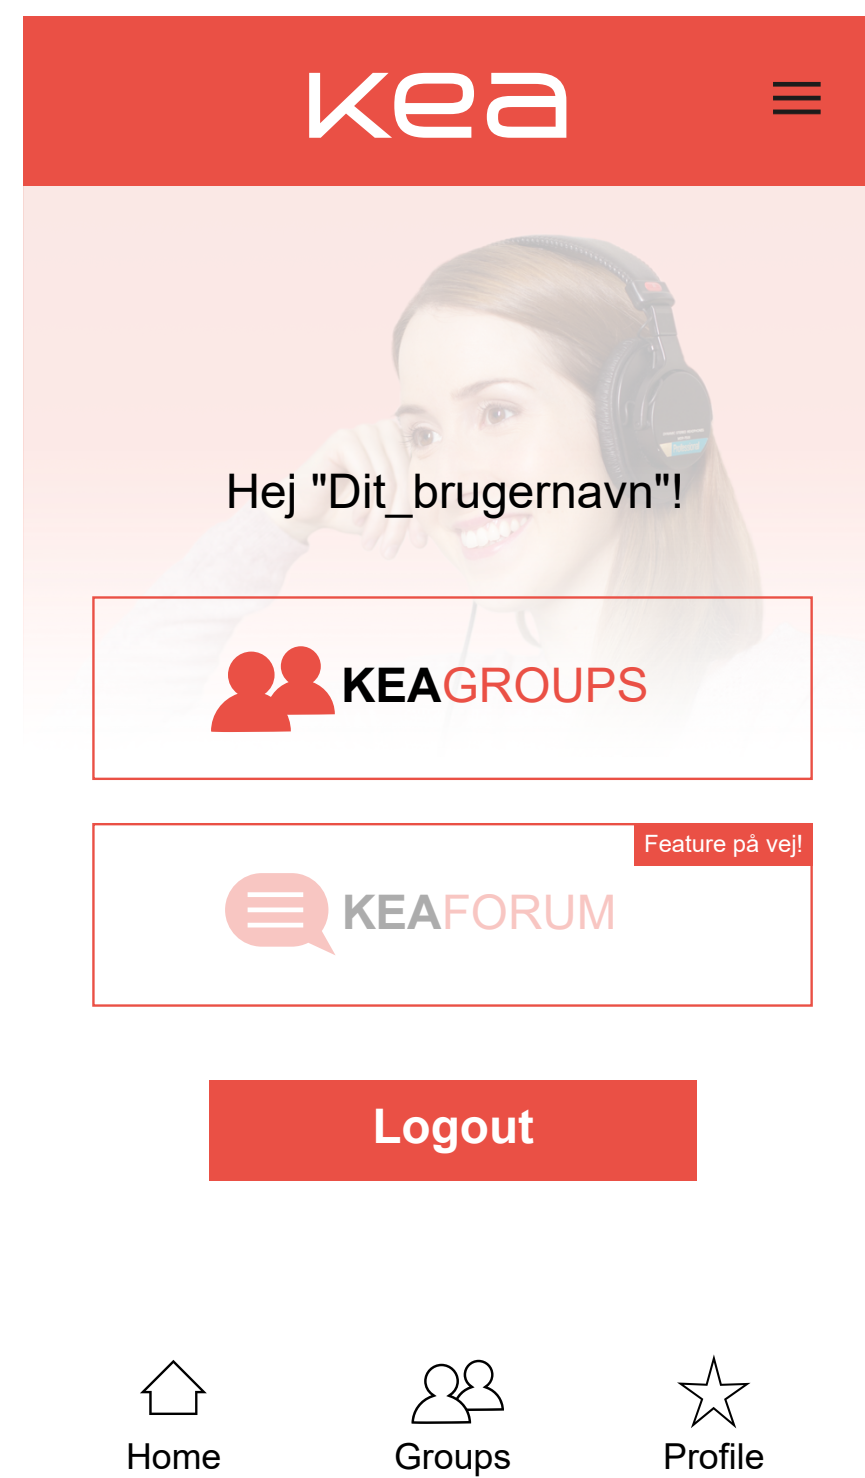 kea
Hej "Dit_brugernavn"!
KEAGROUPS
Feature på vej!
KEAFORUM
Logout
Home Groups Profile